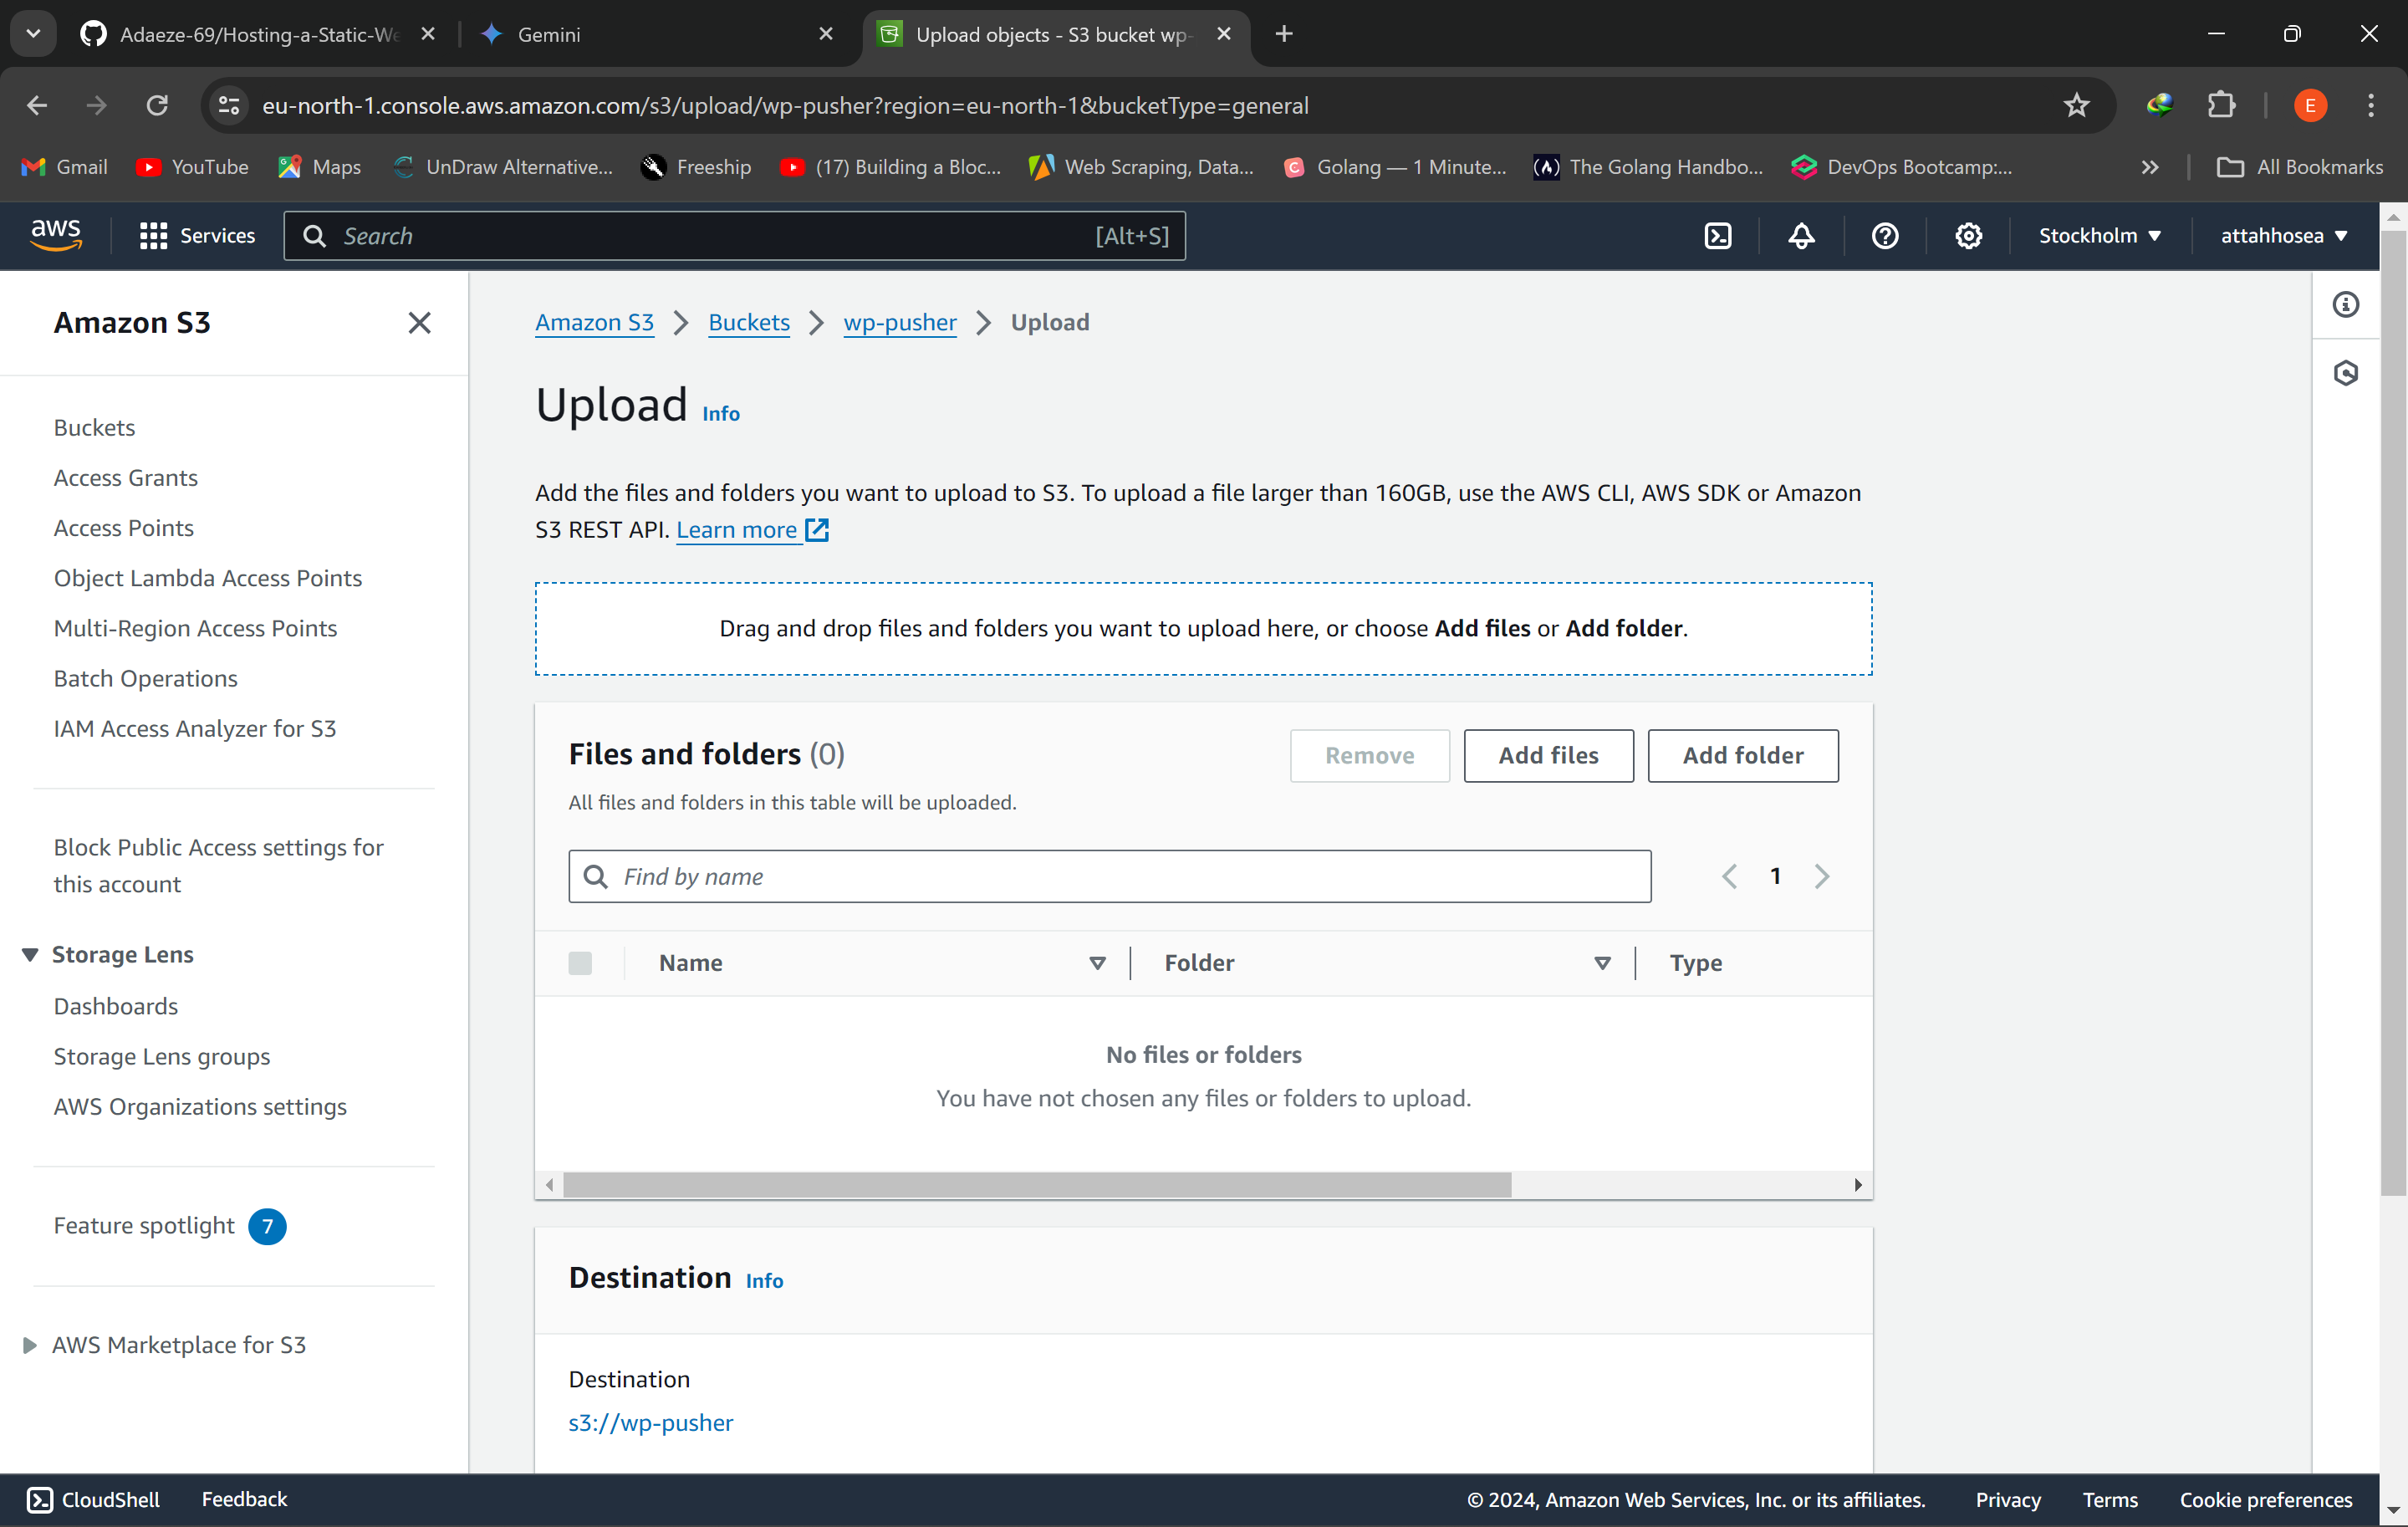 Adaeze-69/Hosting-a-Static-We
Gemini
Upload objects - S3 bucket wp-
eu-north-1.console.aws.amazon.com/s3/upload/wp-pusher?region=eu-north-1&bucketType=general
E
Gmail
YouTube
Maps
UnDraw Alternative...
Freeship
(17) Building a Bloc...
Web Scraping, Data...
Golang — 1 Minute...
The Golang Handbo...
DevOps Bootcamp:...
All Bookmarks
aws
Services
Search
[Alt+S]
Stockholm
attahhosea
Amazon S3
Buckets
Access Grants
Access Points
Object Lambda Access Points
Multi-Region Access Points
Batch Operations
IAM Access Analyzer for S3
Block Public Access settings for
this account
Storage Lens
Dashboards
Storage Lens groups
AWS Organizations settings
Feature spotlight 7
AWS Marketplace for S3
Amazon S3 > Buckets > wp-pusher > Upload
Upload Info
Add the files and folders you want to upload to S3. To upload a file larger than 160GB, use the AWS CLI, AWS SDK or Amazon
S3 REST API. Learn more
Drag and drop files and folders you want to upload here, or choose Add files or Add folder.
Files and folders (0)
Remove
Add files
Add folder
All files and folders in this table will be uploaded.
Find by name
1
Name
Folder
Type
No files or folders
You have not chosen any files or folders to upload.
Destination Info
Destination
s3://wp-pusher
CloudShell
Feedback
© 2024, Amazon Web Services, Inc. or its affiliates.
Privacy
Terms
Cookie preferences